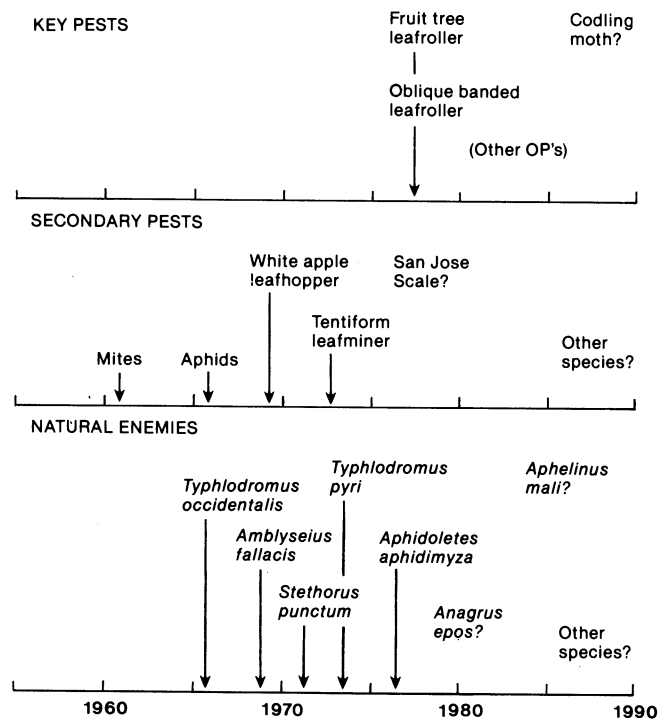 KEY PESTS
Fruit tree
leafroller
Codling
moth?
Oblique banded
leafroller
(Other OP's)
SECONDARY PESTS
White apple
leafhopper
San Jose
Scale?
Tentiform
leafminer
Other
species?
Mites
Aphids
NATURAL ENEMIES
Typhlodromus
occidentalis
Typhlodromus
pyri
Aphelinus
mali?
Amblyseius
fallacis
Aphidoletes
aphidimyza
Stethorus
punctum
Anagrus
epos?
Other
species?
1960
1970
1980
1990